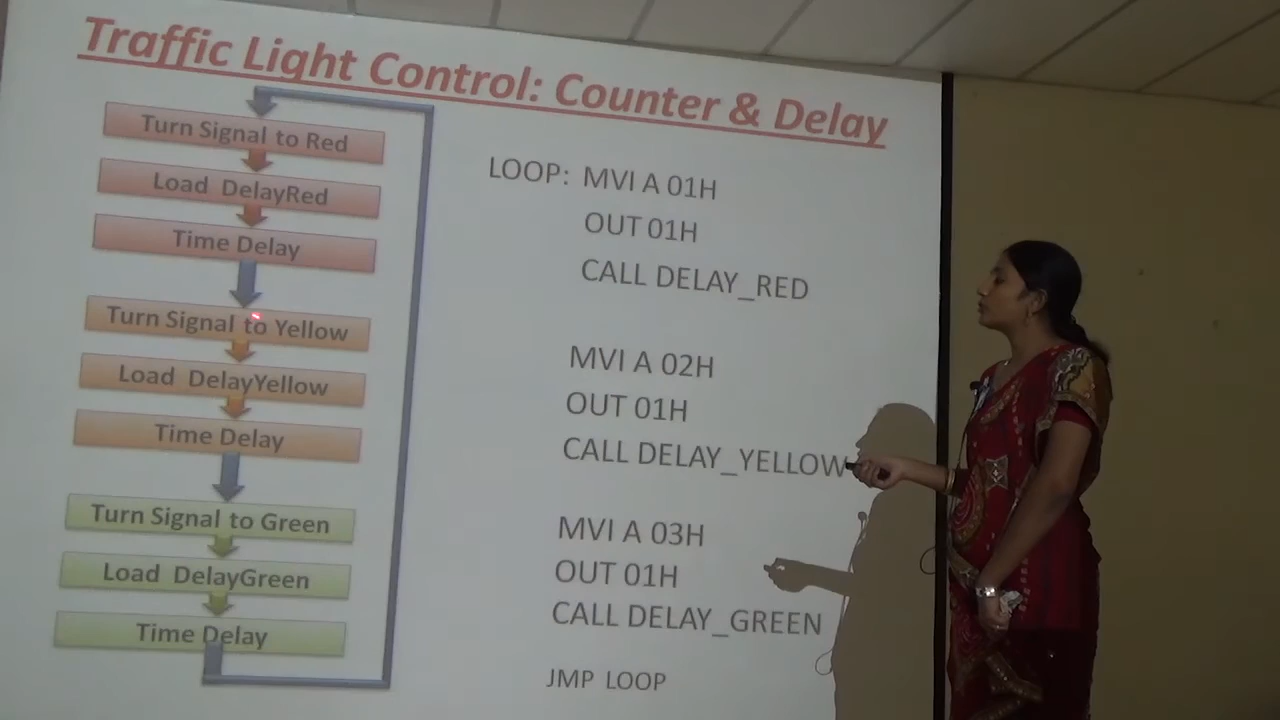 Traffic Light Control: Counter & Delay
Turn Signal to Red
Load DelayRed
Time Delay
Turn Signal to Yellow
Load DelayYellow
Time Delay
Turn Signal to Green
Load DelayGreen
Time Delay
LOOP: MVI A 01H
OUT 01H
CALL DELAY_RED
MVI A 02H
OUT 01H
CALL DELAY_YELLOW
MVI A 03H
OUT 01H
CALL DELAY_GREEN
JMP LOOP